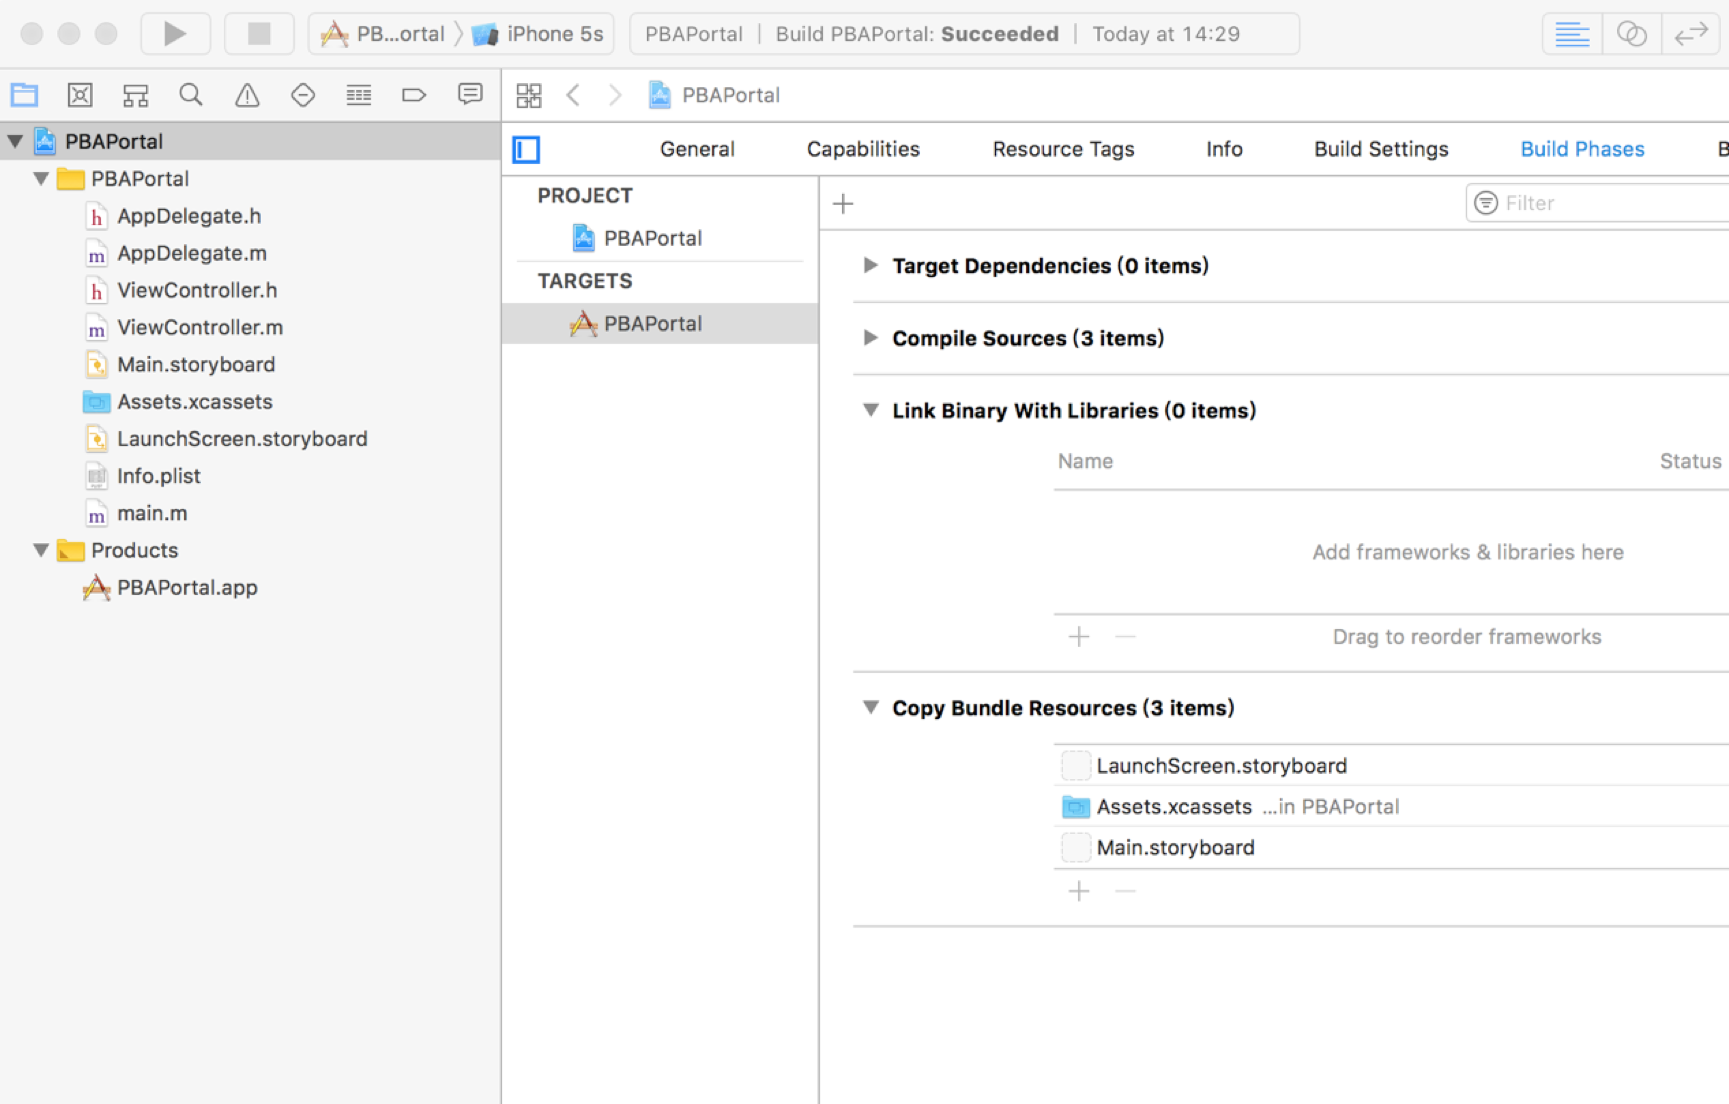 PB...ortal iPhone 5s PBAPortal | Build PBAPortal: Succeeded | Today at 14:29
PBAPortal
PBAPortal
AppDelegate.h
AppDelegate.m
ViewController.h
ViewController.m
Main.storyboard
Assets.xcassets
LaunchScreen.storyboard
Info.plist
main.m
Products
PBAPortal.app
PBAPortal
General Capabilities Resource Tags Info Build Settings Build Phases B
PROJECT
PBAPortal
TARGETS
PBAPortal
Filter
Target Dependencies (0 items)
Compile Sources (3 items)
Link Binary With Libraries (0 items)
Name Status
Add frameworks & libraries here
Drag to reorder frameworks
Copy Bundle Resources (3 items)
LaunchScreen.storyboard
Assets.xcassets ...in PBAPortal
Main.storyboard